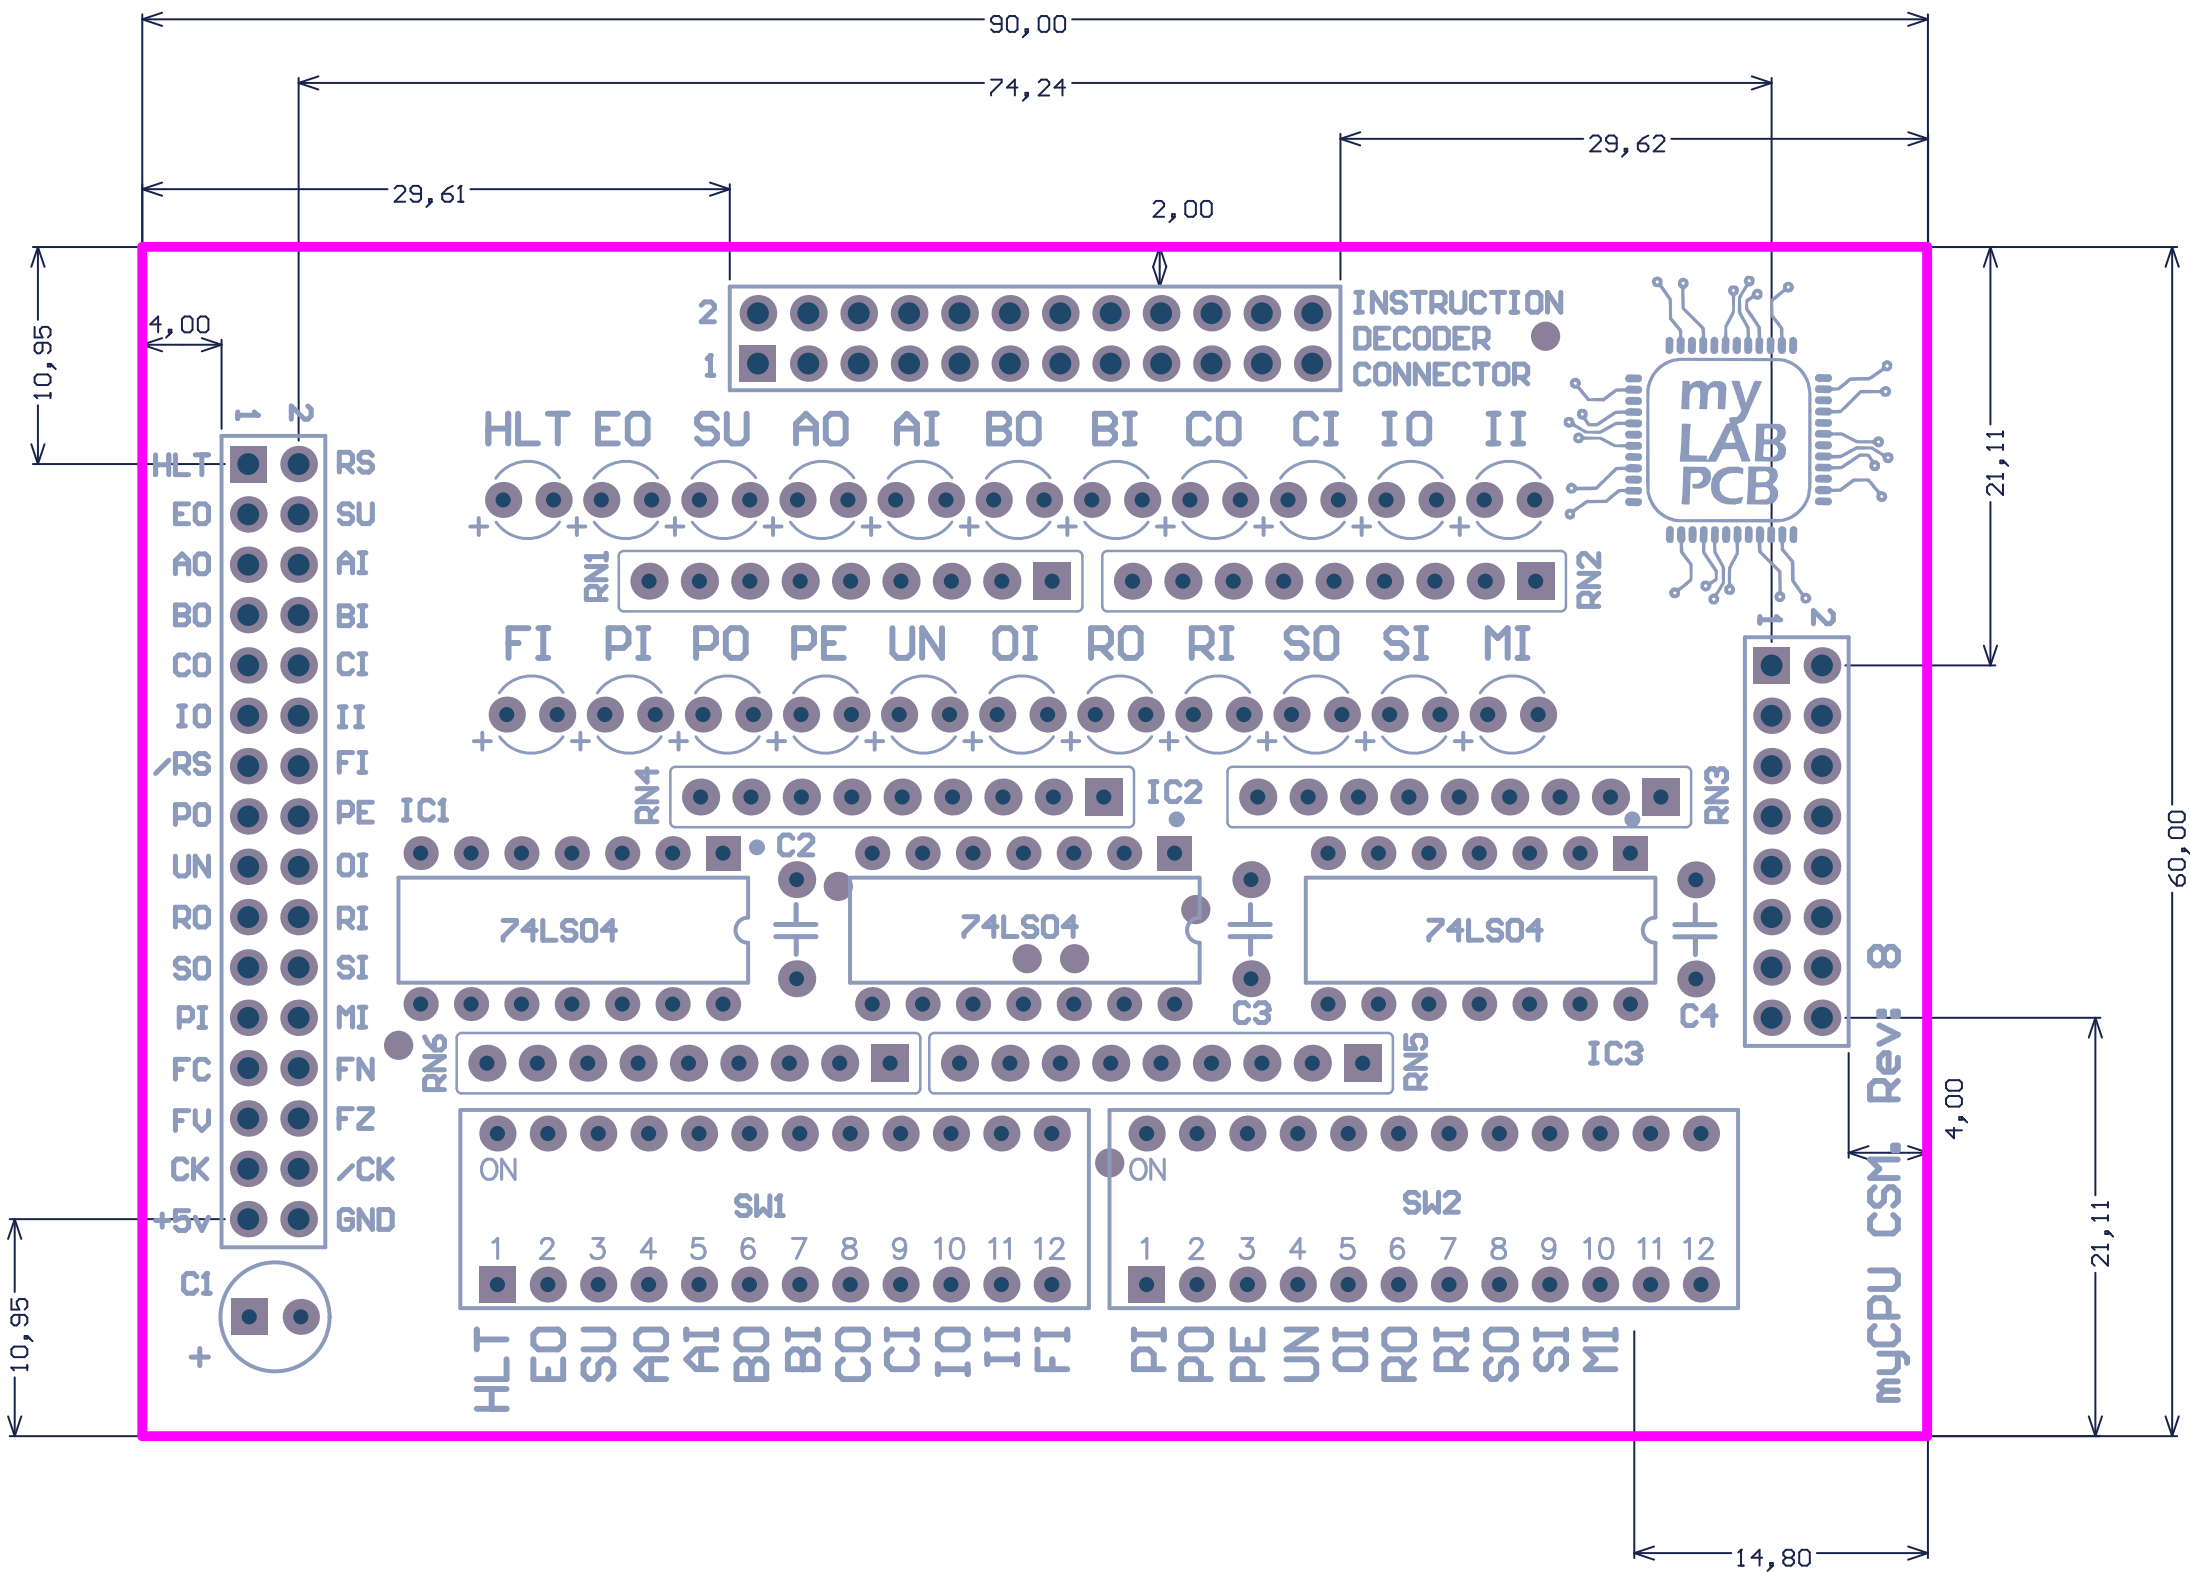 90,00
74,24
29,62
29,61
2,00
10,95
4,00
21,11
60,00
2
1
INSTRUCTION
DECODER
CONNECTOR
my
LAB
PCB
1 2
HLT EO SU AO AI BO BI CO CI IO II
+ + + + + + + + + + +
HLT RS
EO SU
AO AI
BO BI
CO CI
IO II
/RS FI
PO PE
UN OI
RO RI
SO SI
PI MI
FC FN
FV FZ
CK /CK
+5v GND
RN1 RN2
1 2
FI PI PO PE UN OI RO RI SO SI MI
+ + + + + + + + + + +
RN4 RN3
IC1 IC2
C2
74LS04 74LS04 74LS04
C3 C4
IC3
RN6 RN5
ON ON
SW1 SW2
1 2 3 4 5 6 7 8 9 10 11 12
1 2 3 4 5 6 7 8 9 10 11 12
HLT EO SU AO AI BO BI CO CI IO II FI
PI PO PE UN OI RO RI SO SI MI
C1
+
10,95
myCPU CSM. Rev: 8
4,00
21,11
14,80